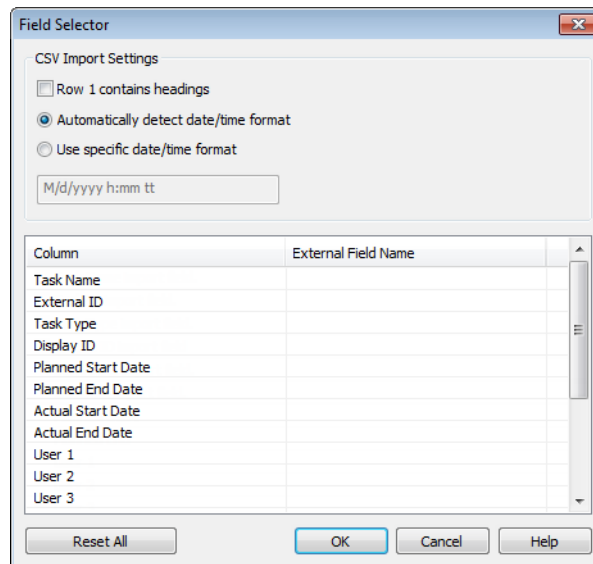 Field Selector
CSV Import Settings
Row 1 contains headings
Automatically detect date/time format
Use specific date/time format
M/d/yyyy h:mm tt
Column External Field Name
Task Name
External ID
Task Type
Display ID
Planned Start Date
Planned End Date
Actual Start Date
Actual End Date
User 1
User 2
User 3
Reset All OK Cancel Help